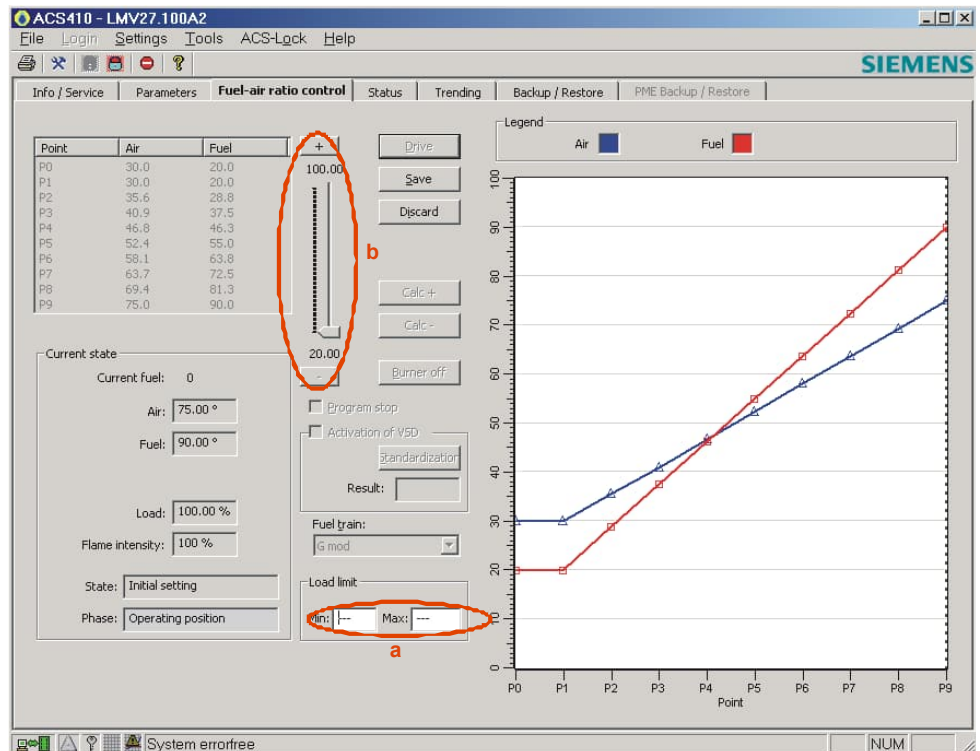 ACS410 - LMV27.100A2
File Login Settings Tools ACS-Lock Help
SIEMENS
Info / Service Parameters Fuel-air ratio control Status Trending Backup / Restore PME Backup / Restore
Point Air Fuel
P0 30.0 20.0
P1 30.0 20.0
P2 35.6 28.8
P3 40.9 37.5
P4 46.8 46.3
P5 52.4 55.0
P6 58.1 63.8
P7 63.7 72.5
P8 69.4 81.3
P9 75.0 90.0
+
100.00
b
20.00
-
Drive
Save
Discard
Calc +
Calc -
Burner off
Current state
Current fuel: 0
Air: 75.00 °
Fuel: 90.00 °
Load: 100.00 %
Flame intensity: 100 %
State: Initial setting
Phase: Operating position
Program stop
Activation of VSD
Standardization
Result:
Fuel train:
G mod
Load limit
Min: --- Max: ---
a
Legend
Air Fuel
100
90
80
70
60
50
40
30
20
10
0
P0 P1 P2 P3 P4 P5 P6 P7 P8 P9
Point
System errorfree
NUM